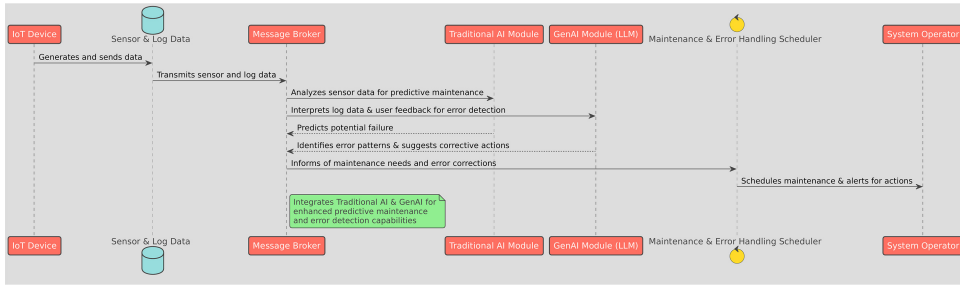 IoT Device
Sensor & Log Data
Message Broker
Traditional AI Module
GenAI Module (LLM)
Maintenance & Error Handling Scheduler
System Operator
Generates and sends data
Transmits sensor and log data
Analyzes sensor data for predictive maintenance
Interprets log data & user feedback for error detection
Predicts potential failure
Identifies error patterns & suggests corrective actions
Informs of maintenance needs and error corrections
Schedules maintenance & alerts for actions
Integrates Traditional AI & GenAI for
enhanced predictive maintenance
and error detection capabilities
IoT Device
Sensor & Log Data
Message Broker
Traditional AI Module
GenAI Module (LLM)
Maintenance & Error Handling Scheduler
System Operator